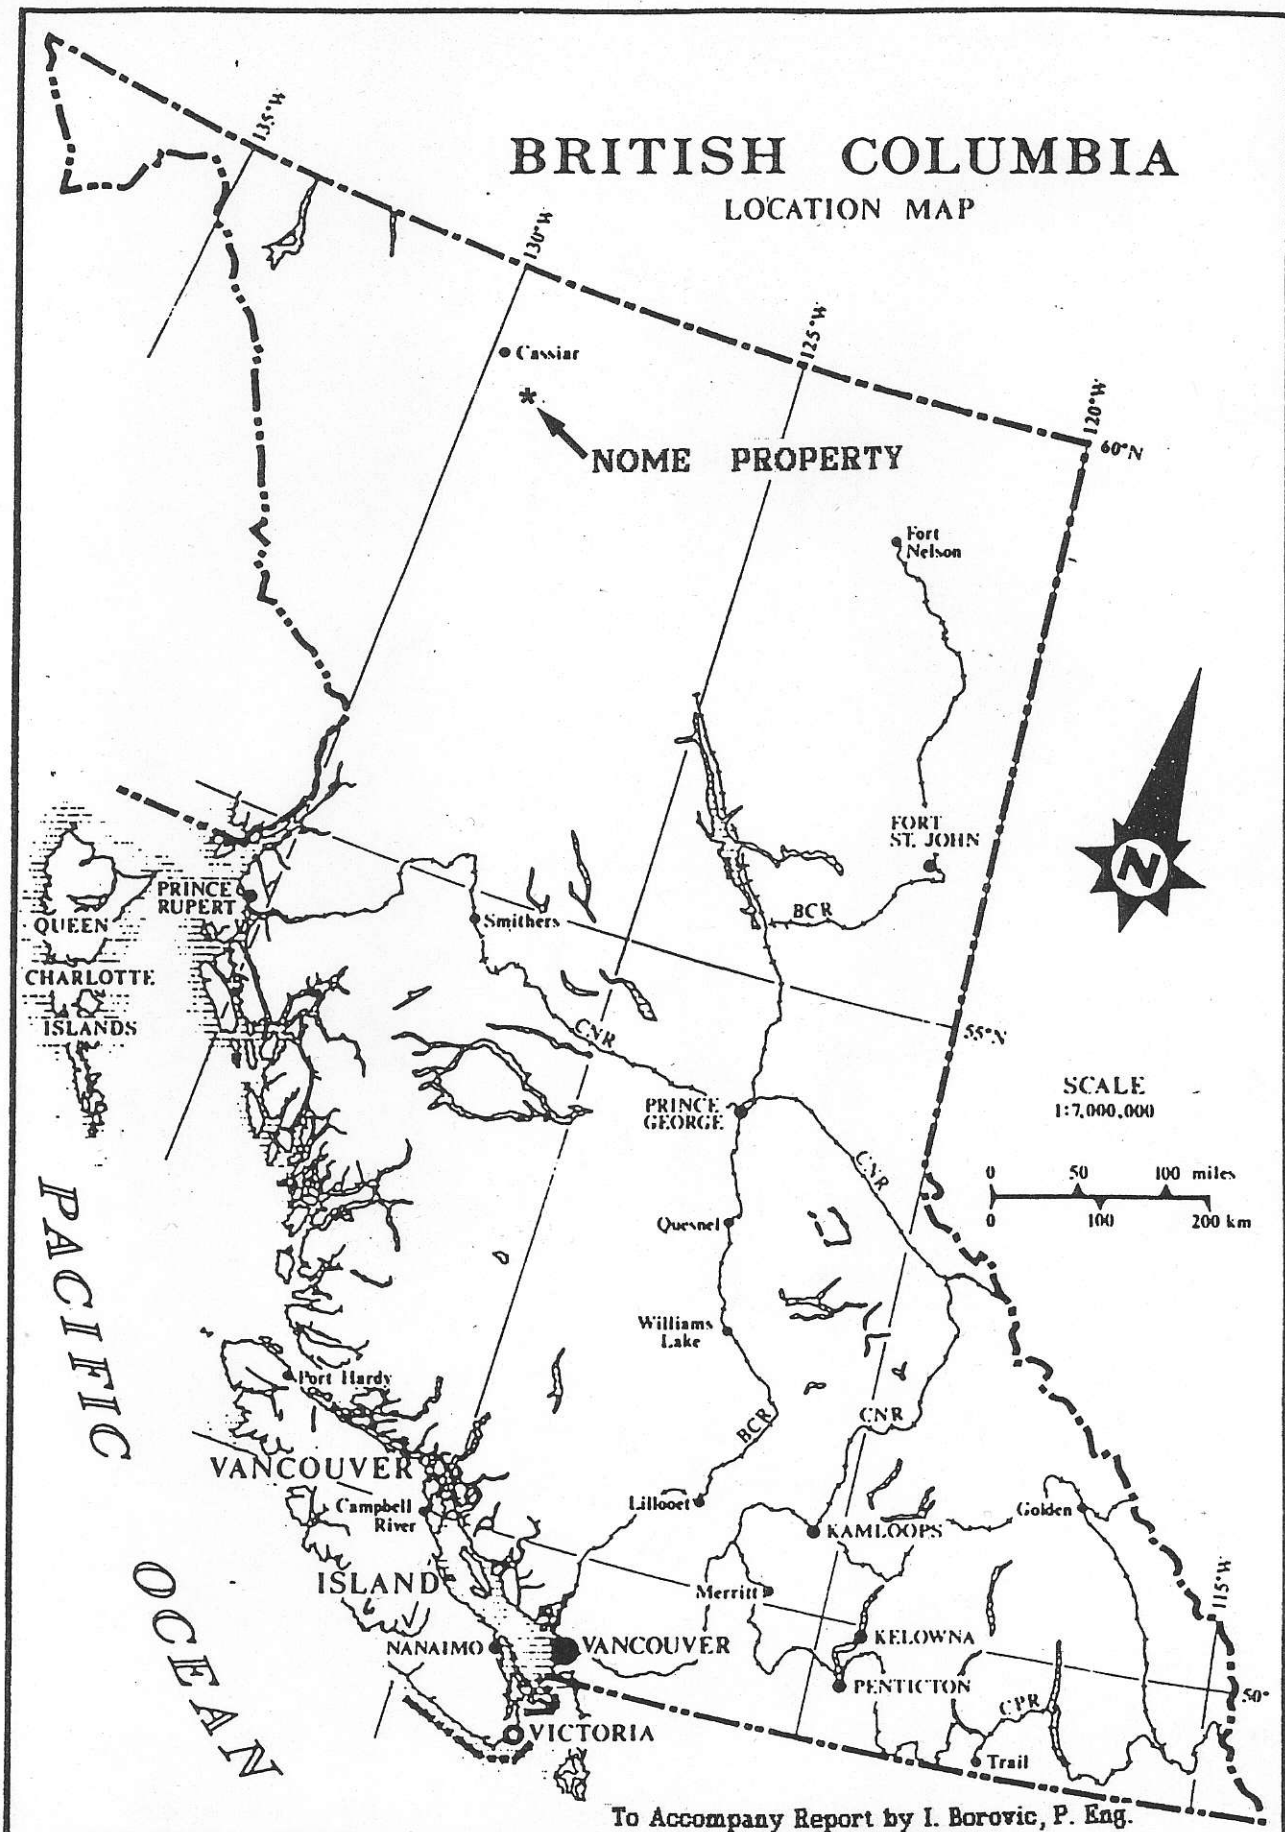 BRITISH COLUMBIA
LOCATION MAP
135°W
130°W
125°W
120°W
60°N
Cassiar
*
NOME PROPERTY
Fort
Nelson
FORT
ST. JOHN
BCR
N
PRINCE
RUPERT
QUEEN
CHARLOTTE
ISLANDS
Smithers
CNR
55°N
SCALE
1:7,000,000
0 50 100 miles
0 100 200 km
PRINCE
GEORGE
CNR
Quesnel
Williams
Lake
PACIFIC
OCEAN
Port Hardy
BCR
CNR
VANCOUVER
ISLAND
Campbell
River
Lillooet
KAMLOOPS
Golden
Merritt
115°W
NANAIMO
VANCOUVER
KELOWNA
PENTICTON
CPR
50°
VICTORIA
Trail
To Accompany Report by I. Borovic, P. Eng.